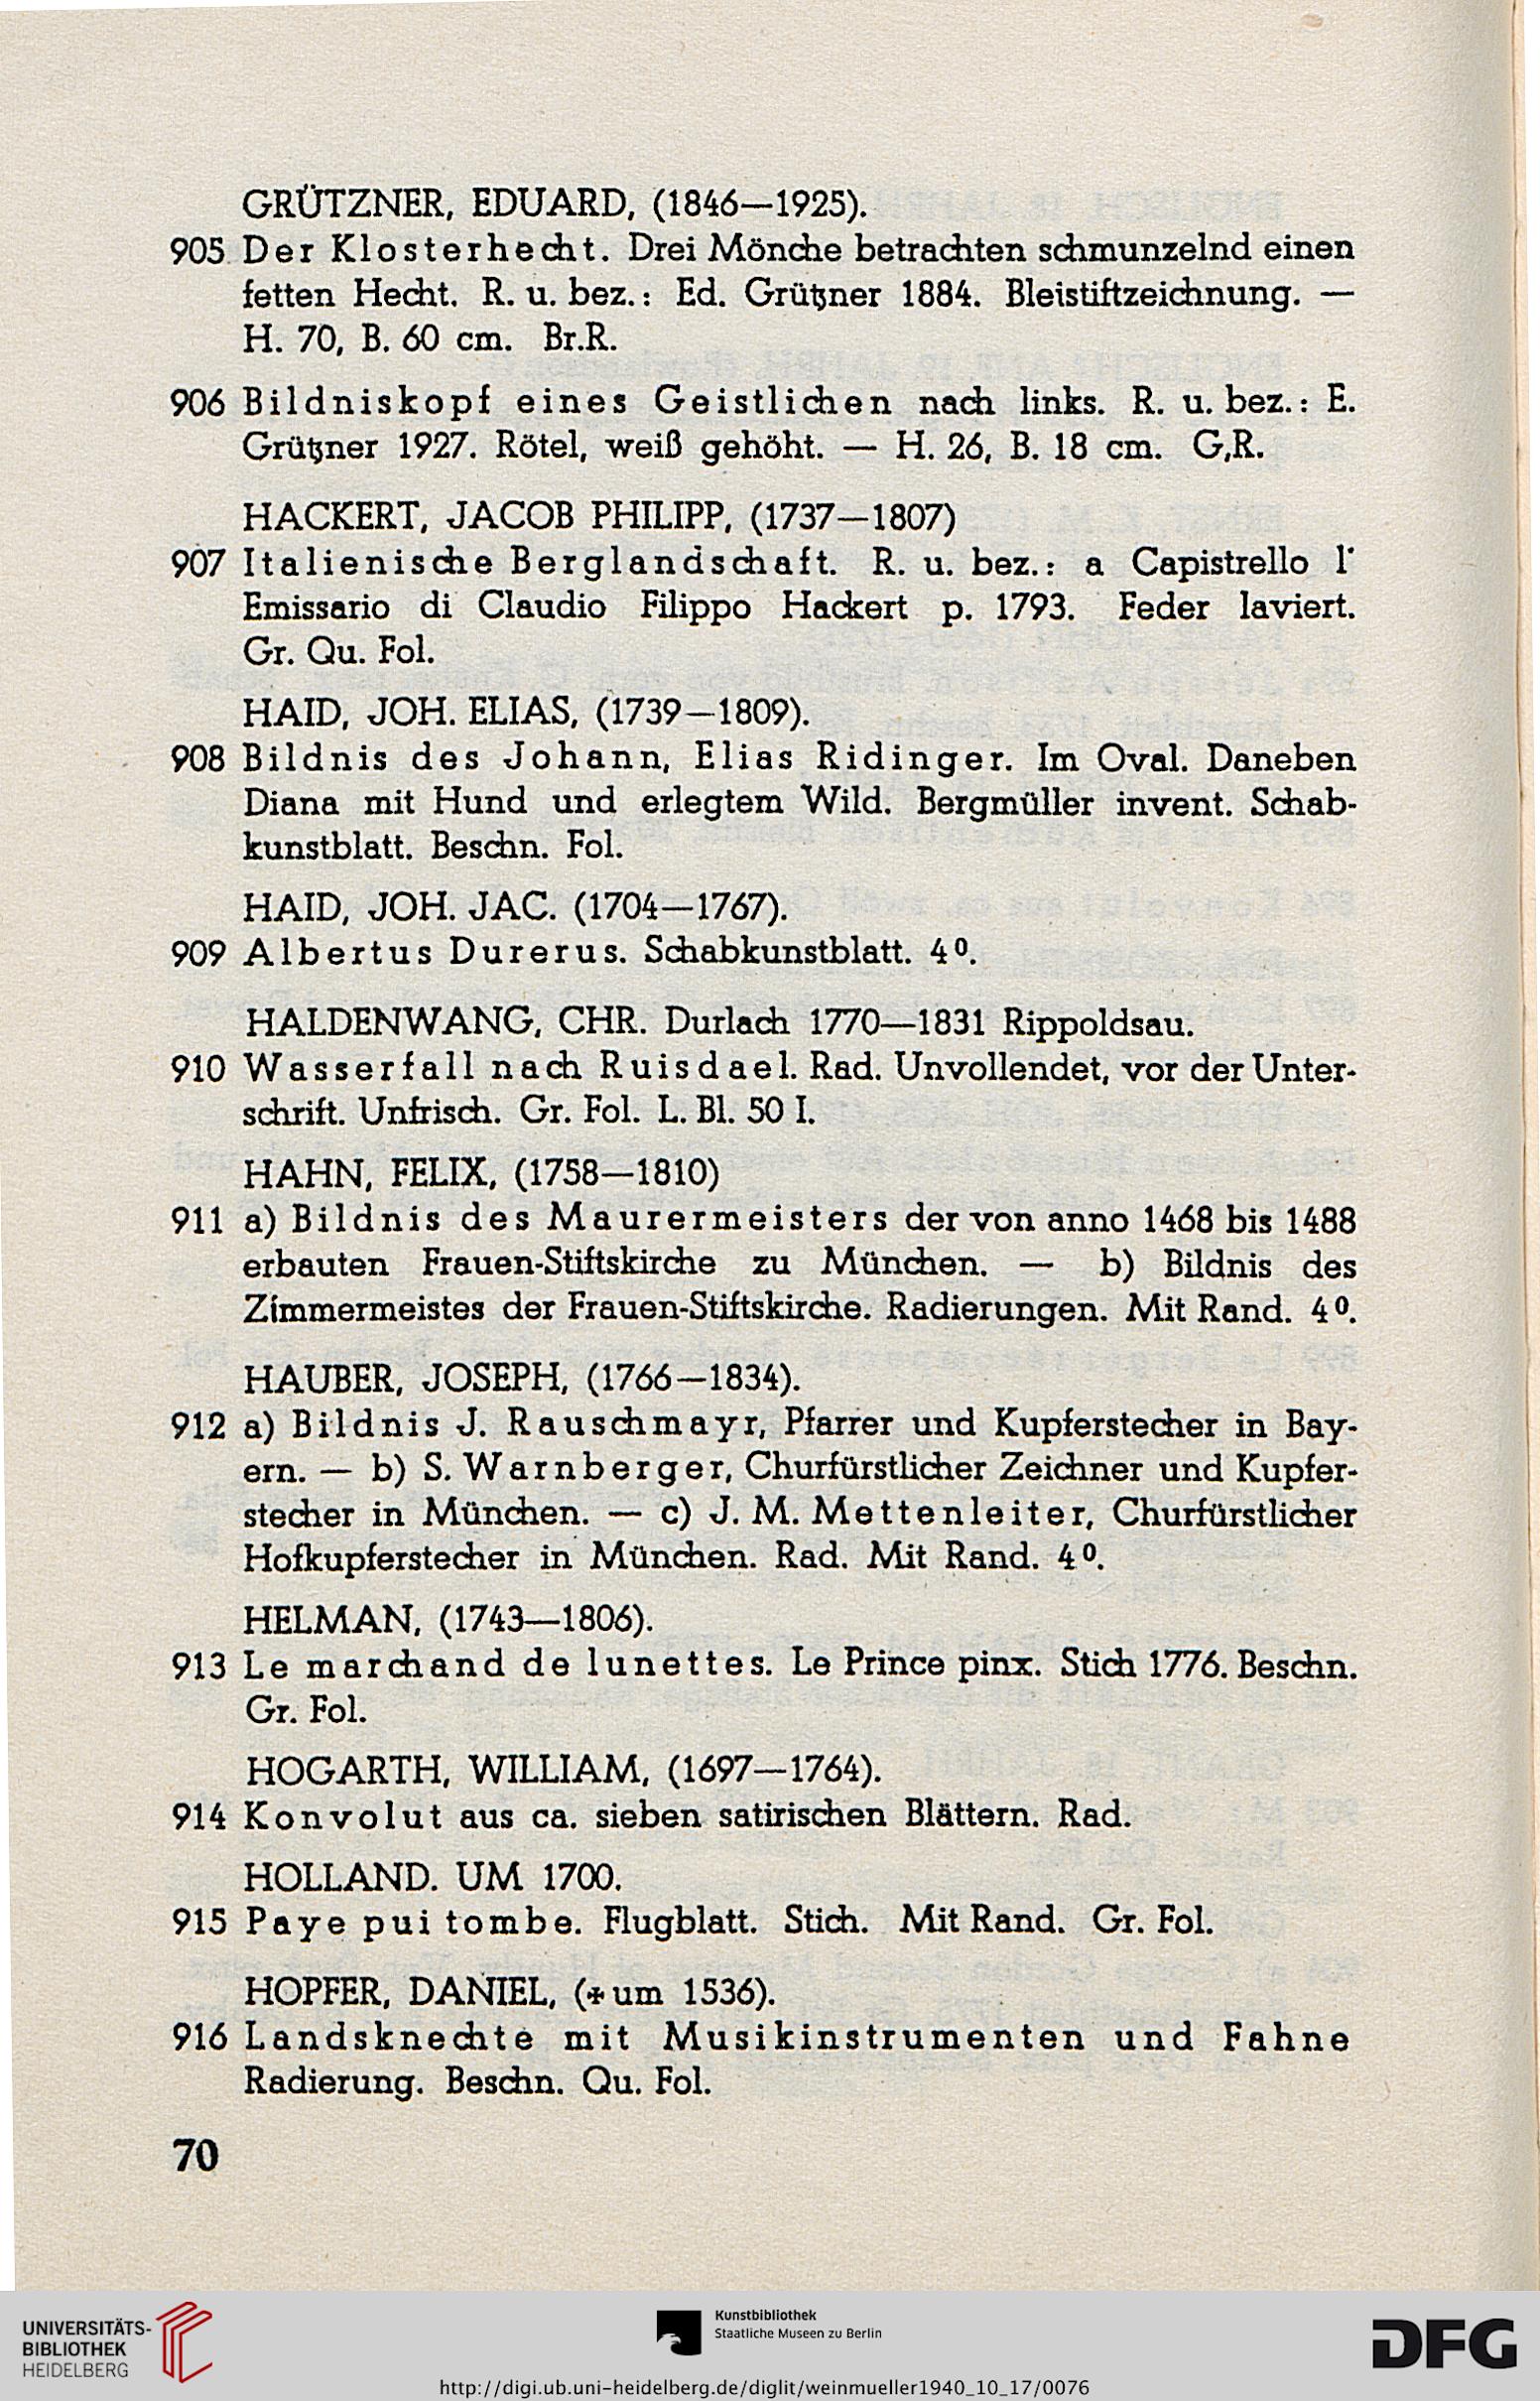 GRÜTZNER, EDUARD, (1846—1925).
905 Der Klosterhecht. Drei Mönche betrachten schmunzelnd einen
fetten Hecht. R. u. bez.: Ed. Grützner 1884. Bleistiftzeichnung. —
H. 70, B. 60 cm. Br.R.
906 Bildniskopf eines Geistlichen nach links. R. u. bez.: E.
Grützner 1927. Rötel, weiß gehöht. — H. 26, B. 18 cm. G,R.
HACKERT, JACOB PHILIPP, (1737—1807)
907 Italienische Berglandschaft. R. u. bez.: a Capistrello l'
Emissario di Claudio Filippo Hackert p. 1793. Feder laviert.
Gr. Qu. Fol.
HAID, JOH. ELIAS, (1739—1809).
908 Bildnis des Johann, Elias Ridinger. Im Oval. Daneben
Diana mit Hund und erlegtem Wild. Bergmüller invent. Schab-
kunstblatt. Beschn. Fol.
HAID, JOH. JAC. (1704—1767).
909 Albertus Durerus. Schabkunstblatt. 4⁰.
HALDENWANG, CHR. Durlach 1770—1831 Rippoldsau.
910 Wasserfall nach Ruisdael. Rad. Unvollendet, vor der Unter-
schrift. Unfrisch. Gr. Fol. L. Bl. 50 I.
HAHN, FELIX, (1758—1810)
911 a) Bildnis des Maurermeisters der von anno 1468 bis 1488
erbauten Frauen-Stiftskirche zu München. — b) Bildnis des
Zimmermeistes der Frauen-Stiftskirche. Radierungen. Mit Rand. 4⁰.
HAUBER, JOSEPH, (1766—1834).
912 a) Bildnis J. Rauschmayr, Pfarrer und Kupferstecher in Bay-
ern. — b) S. Warnberger, Churfürstlicher Zeichner und Kupfer-
stecher in München. — c) J. M. Mettenleiter, Churfürstlicher
Hofkupferstecher in München. Rad. Mit Rand. 4⁰.
HELMAN, (1743—1806).
913 Le marchand de lunettes. Le Prince pinx. Stich 1776. Beschn.
Gr. Fol.
HOGARTH, WILLIAM, (1697—1764).
914 Konvolut aus ca. sieben satirischen Blättern. Rad.
HOLLAND. UM 1700.
915 Paye pui tombe. Flugblatt. Stich. Mit Rand. Gr. Fol.
HOPFER, DANIEL, (✠ um 1536).
916 Landsknechte mit Musikinstrumenten und Fahne
Radierung. Beschn. Qu. Fol.
70
UNIVERSITÄTS-
BIBLIOTHEK
HEIDELBERG
Kunstbibliothek
Staatliche Museen zu Berlin
DFG
http://digi.ub.uni-heidelberg.de/diglit/weinmueller1940_10_17/0076